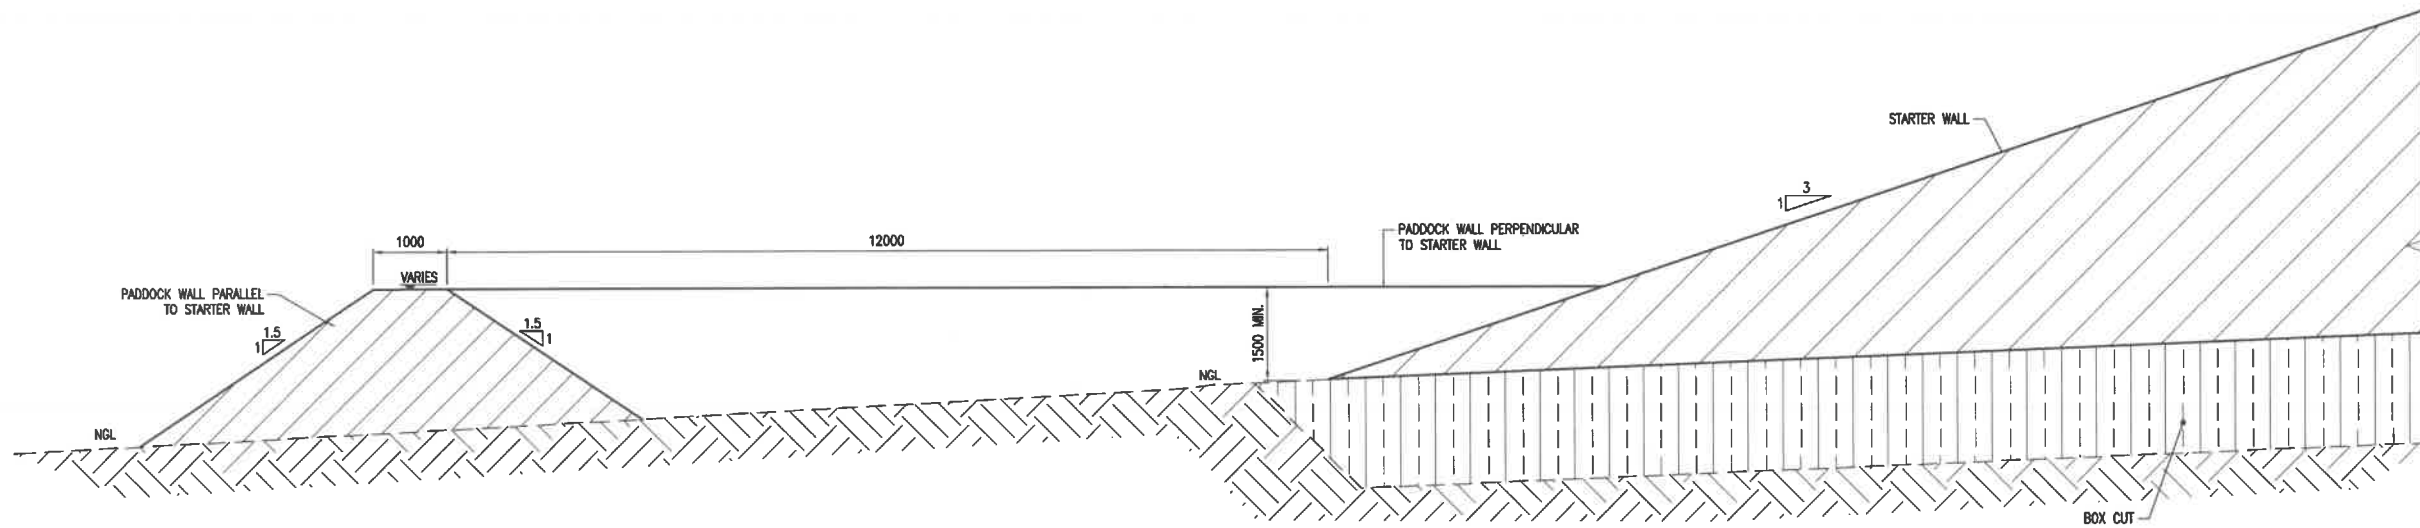 STARTER WALL
3
1
1000
12000
PADDOCK WALL PERPENDICULAR
TO STARTER WALL
VARIES
PADDOCK WALL PARALLEL
TO STARTER WALL
1.5
1
1.5
1
1500 MIN.
NGL
NGL
BOX CUT